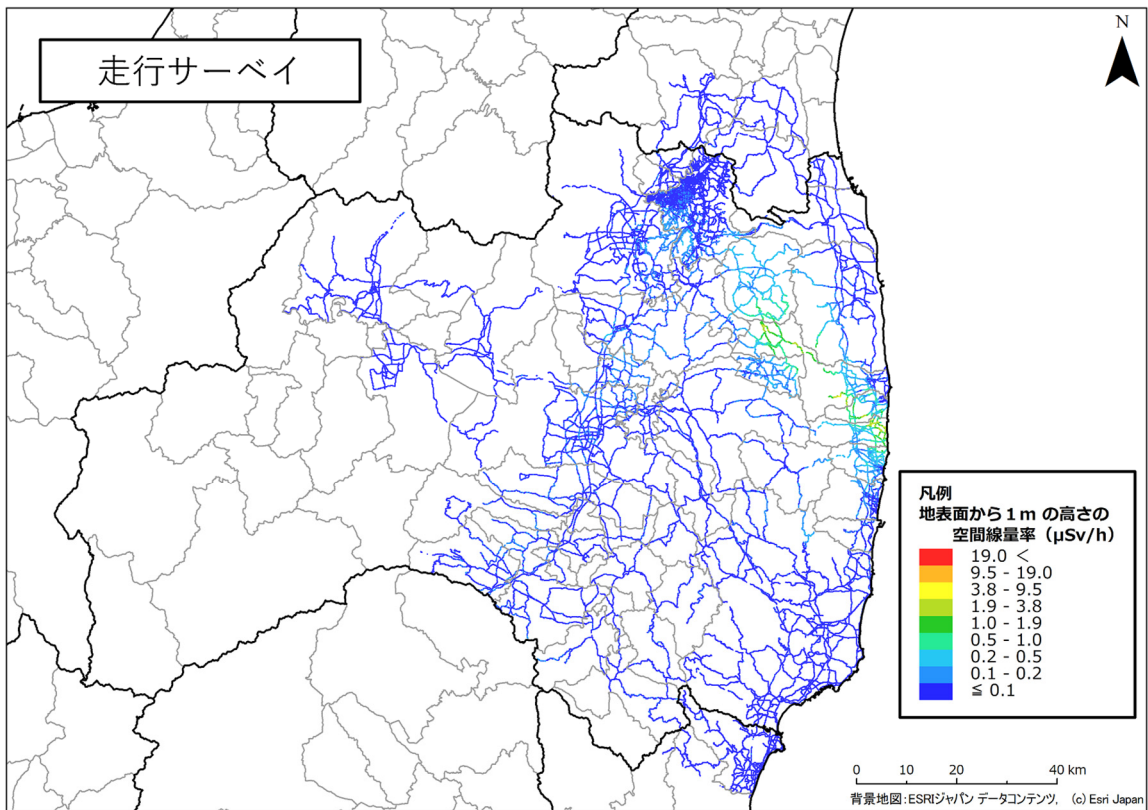 走行サーベイ
N
凡例
地表面から1mの高さの
空間線量率（μSv/h）
19.0 <
9.5 - 19.0
3.8 - 9.5
1.9 - 3.8
1.0 - 1.9
0.5 - 1.0
0.2 - 0.5
0.1 - 0.2
≦ 0.1
0 10 20 40 km
背景地図:ESRIジャパン データコンテンツ, (c) Esri Japan